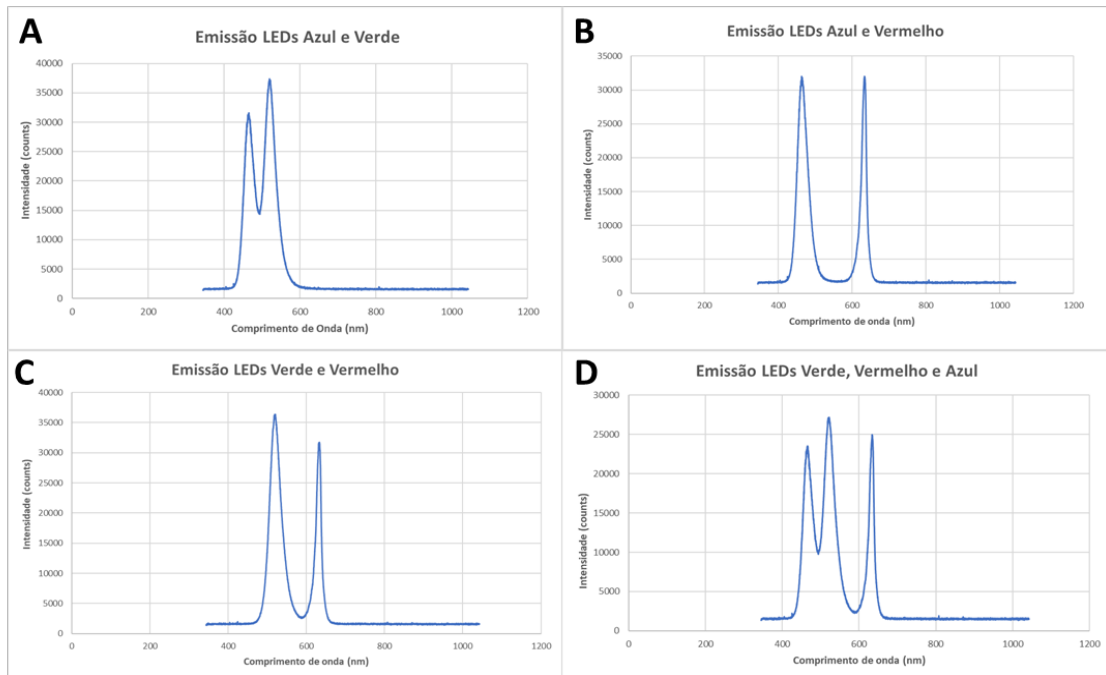 A
Emissão LEDs Azul e Verde
40000
35000
30000
25000
20000
15000
10000
5000
0
Intensidade (counts)
0 200 400 600 800 1000 1200
Comprimento de Onda (nm)
B
Emissão LEDs Azul e Vermelho
35000
30000
25000
20000
15000
10000
5000
0
Intensidade (counts)
0 200 400 600 800 1000 1200
Comprimento de onda (nm)
C
Emissão LEDs Verde e Vermelho
40000
35000
30000
25000
20000
15000
10000
5000
0
Intensidade (counts)
0 200 400 600 800 1000 1200
Comprimento de onda (nm)
D
Emissão LEDs Verde, Vermelho e Azul
30000
25000
20000
15000
10000
5000
0
Intensidade (counts)
0 200 400 600 800 1000 1200
Comprimento de onda (nm)